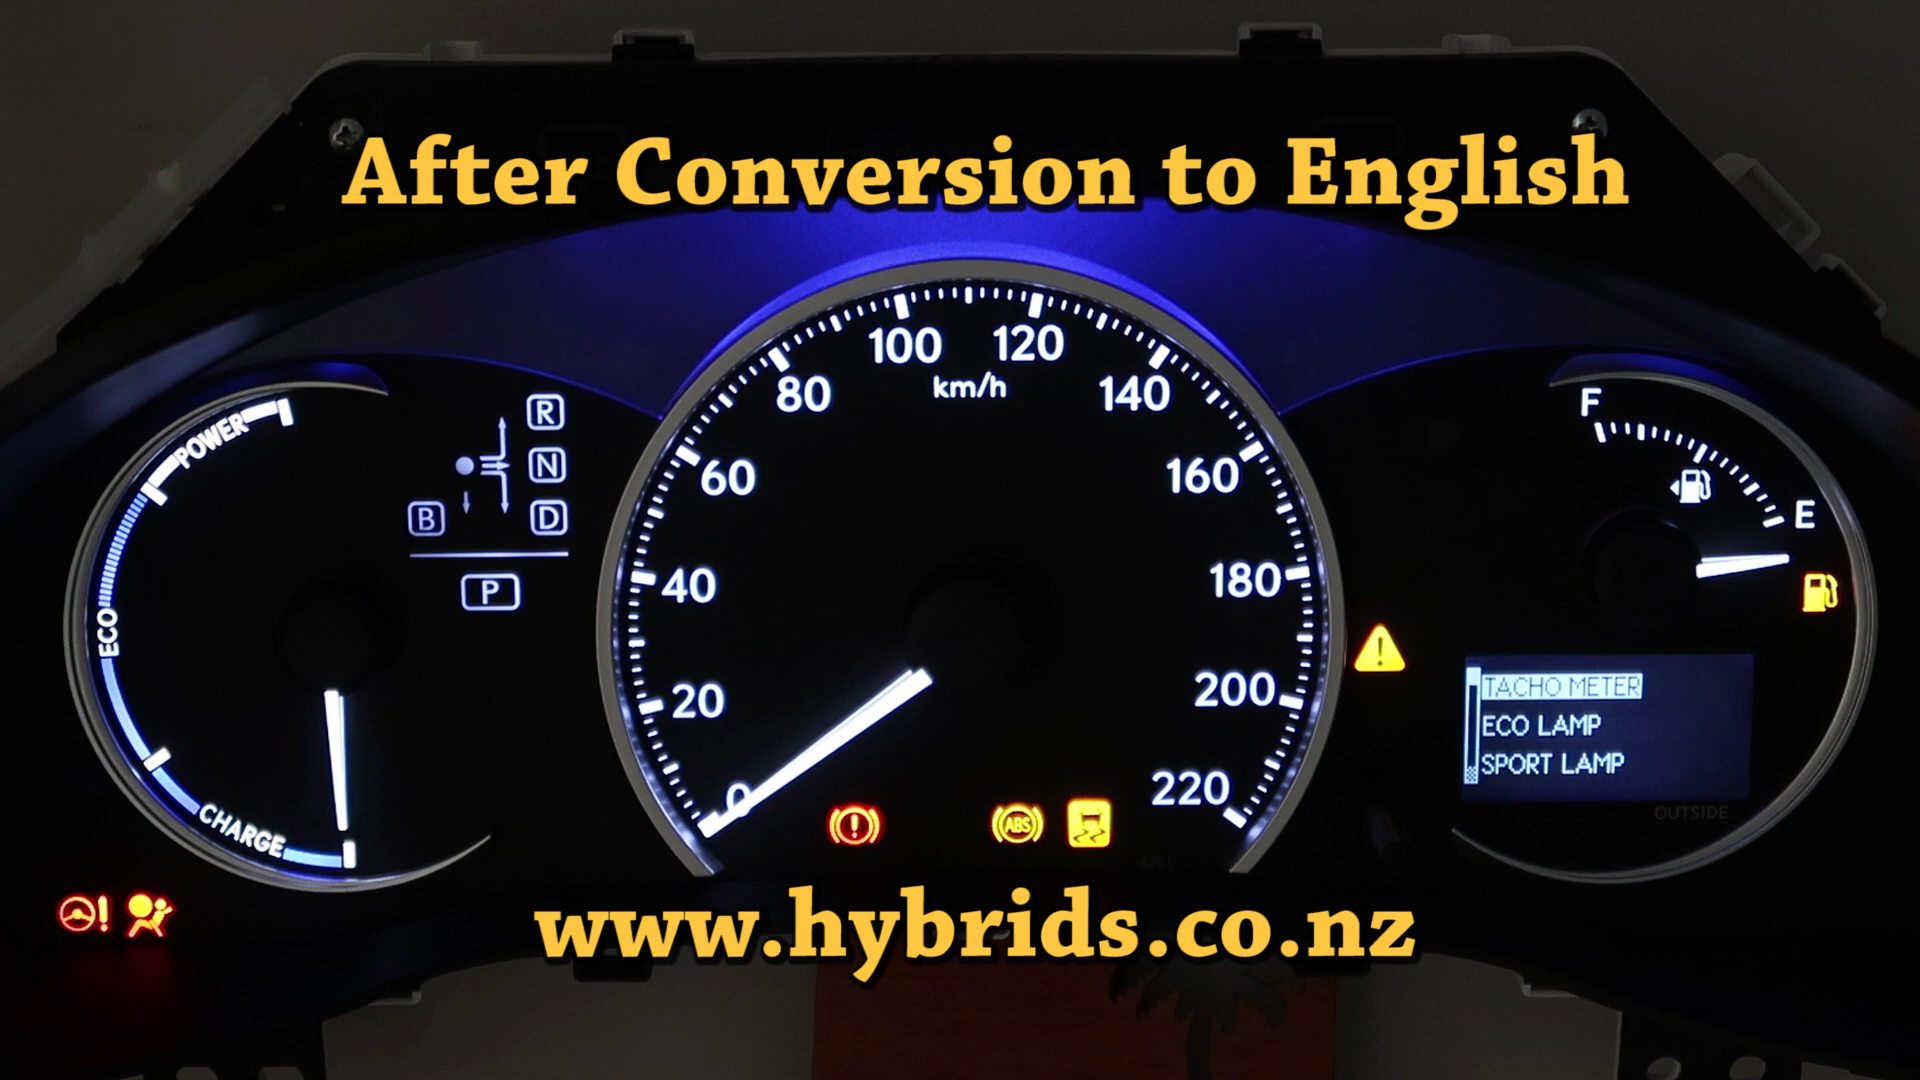 After Conversion to English
100 120
km/h
80 140
60 160
40 180
20 200
0 220
POWER
ECO
CHARGE
R
N
B D
P
F
E
TACHO METER
ECO LAMP
SPORT LAMP
OUTSIDE
ABS
www.hybrids.co.nz